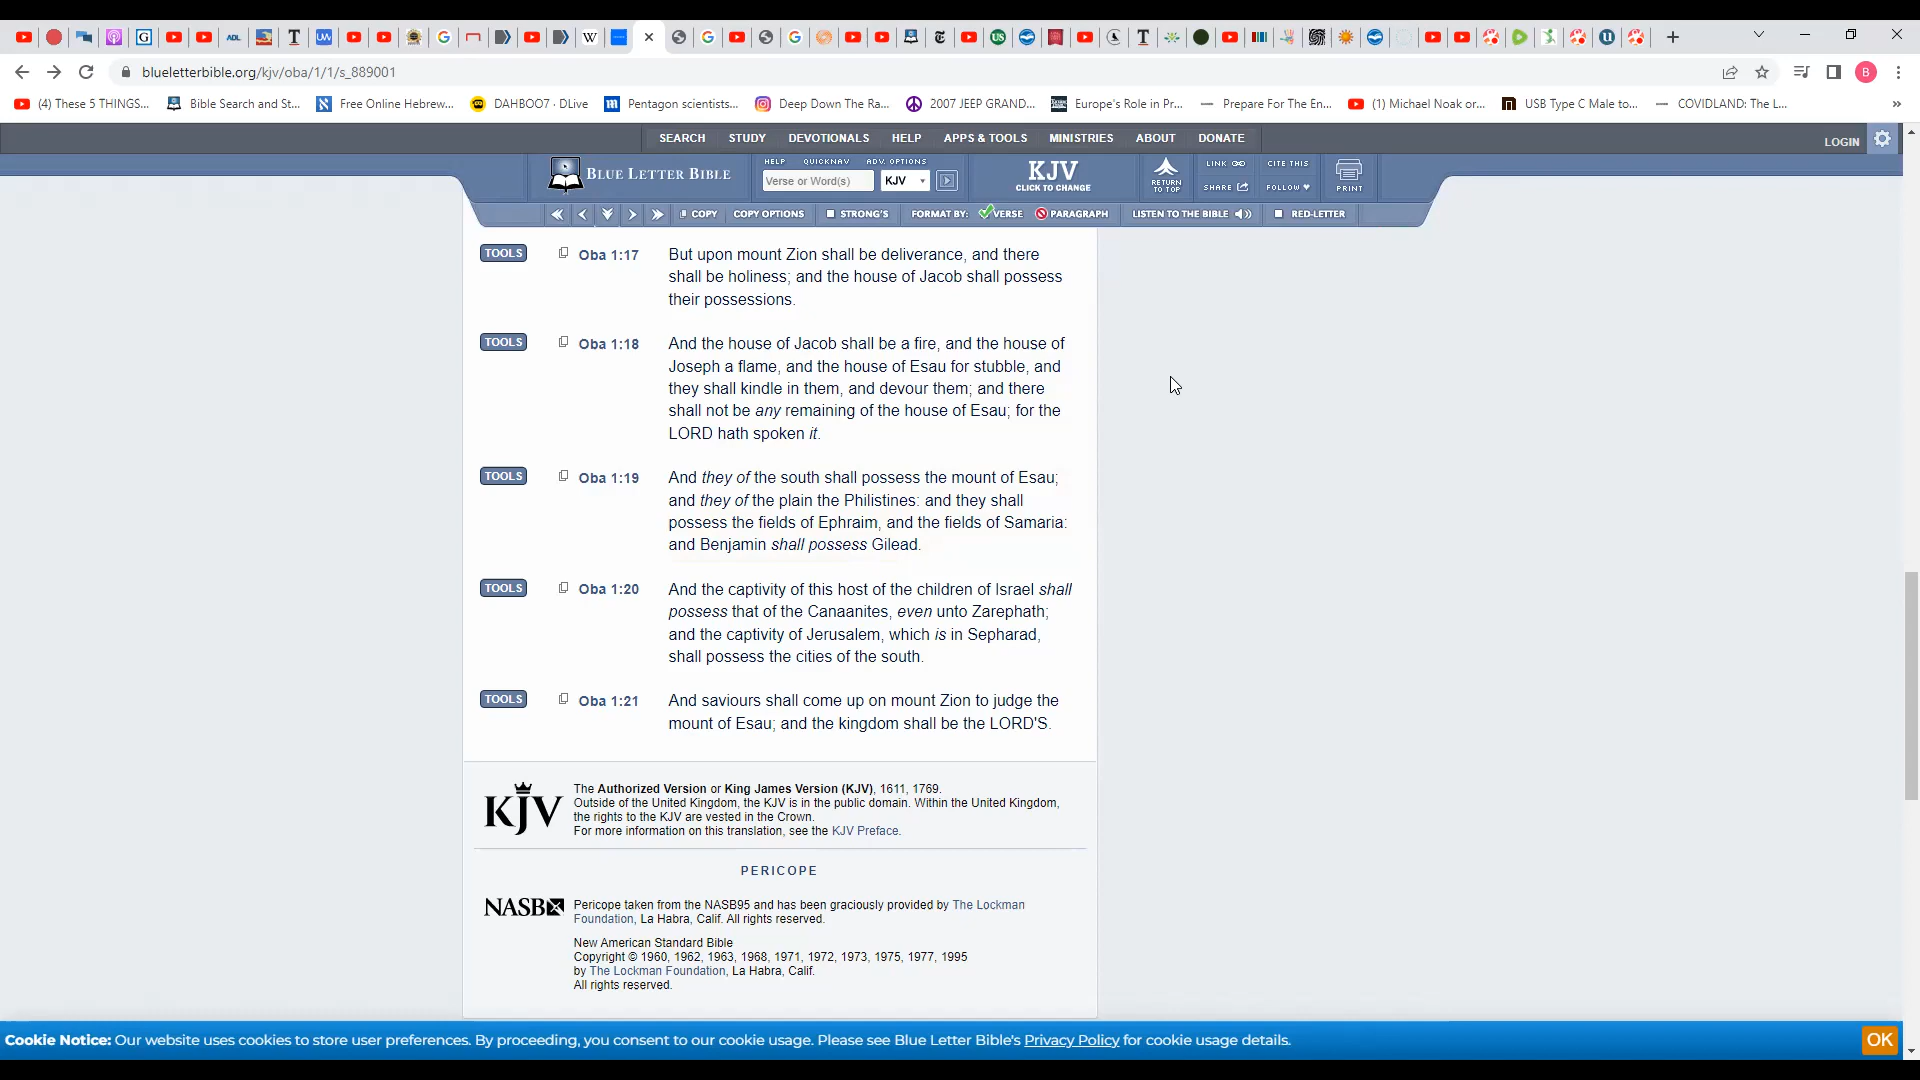 ADL
UW
blueletterbible.org/kjv/oba/1/1/s_889001
B
(4) These 5 THINGS...
Bible Search and St...
Free Online Hebrew...
DAHBOO7 · DLive
Pentagon scientists...
Deep Down The Ra...
2007 JEEP GRAND...
Europe's Role in Pr...
Prepare For The En...
(1) Michael Noak or...
USB Type C Male to...
COVIDLAND: The L...
SEARCH STUDY DEVOTIONALS HELP APPS & TOOLS MINISTRIES ABOUT DONATE
LOGIN
BLUE LETTER BIBLE
HELP QUICKNAV ADV. OPTIONS
Verse or Word(s)
KJV
KJV
CLICK TO CHANGE
RETURN
TO TOP
LINK
CITE THIS
SHARE
FOLLOW
PRINT
COPY COPY OPTIONS STRONG'S FORMAT BY: VERSE PARAGRAPH LISTEN TO THE BIBLE RED-LETTER
TOOLS Oba 1:17 But upon mount Zion shall be deliverance, and there
shall be holiness; and the house of Jacob shall possess
their possessions.
TOOLS Oba 1:18 And the house of Jacob shall be a fire, and the house of
Joseph a flame, and the house of Esau for stubble, and
they shall kindle in them, and devour them; and there
shall not be any remaining of the house of Esau; for the
LORD hath spoken it.
TOOLS Oba 1:19 And they of the south shall possess the mount of Esau;
and they of the plain the Philistines: and they shall
possess the fields of Ephraim, and the fields of Samaria:
and Benjamin shall possess Gilead.
TOOLS Oba 1:20 And the captivity of this host of the children of Israel shall
possess that of the Canaanites, even unto Zarephath;
and the captivity of Jerusalem, which is in Sepharad,
shall possess the cities of the south.
TOOLS Oba 1:21 And saviours shall come up on mount Zion to judge the
mount of Esau; and the kingdom shall be the LORD'S.
KJV
The Authorized Version or King James Version (KJV), 1611, 1769.
Outside of the United Kingdom, the KJV is in the public domain. Within the United Kingdom,
the rights to the KJV are vested in the Crown.
For more information on this translation, see the KJV Preface.
PERICOPE
NASB
Pericope taken from the NASB95 and has been graciously provided by The Lockman
Foundation, La Habra, Calif. All rights reserved.
New American Standard Bible
Copyright © 1960, 1962, 1963, 1968, 1971, 1972, 1973, 1975, 1977, 1995
by The Lockman Foundation, La Habra, Calif.
All rights reserved.
Cookie Notice: Our website uses cookies to store user preferences. By proceeding, you consent to our cookie usage. Please see Blue Letter Bible's Privacy Policy for cookie usage details.
OK